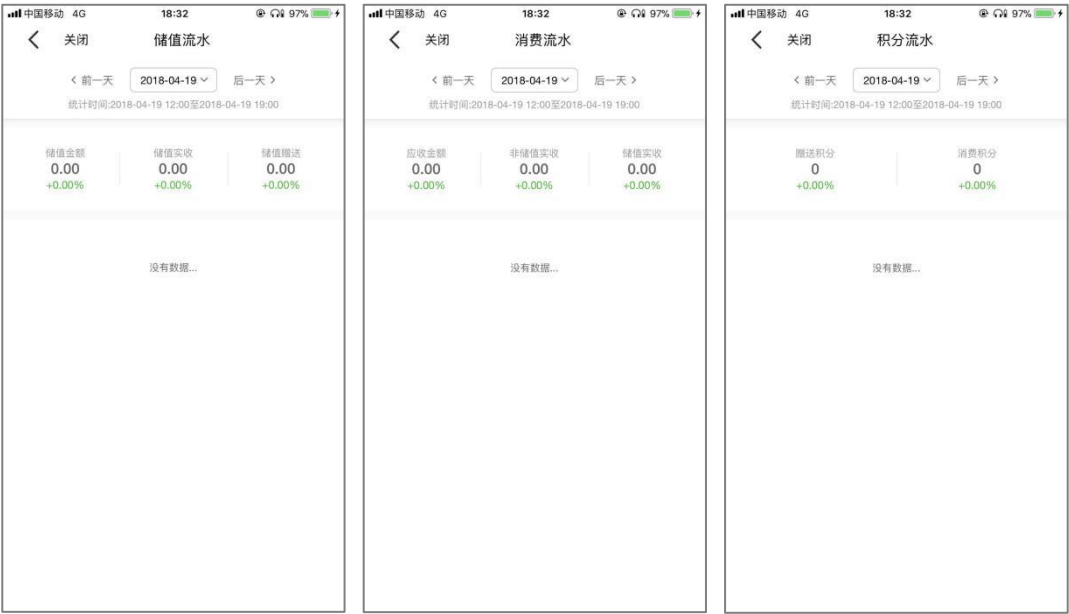 中国移动 4G 18:32 97%
关闭 储值流水
前一天 2018-04-19 后一天
统计时间:2018-04-19 12:00至2018-04-19 19:00
储值金额 储值实收 储值赠送
0.00 0.00 0.00
+0.00% +0.00% +0.00%
没有数据...
中国移动 4G 18:32 97%
关闭 消费流水
前一天 2018-04-19 后一天
统计时间:2018-04-19 12:00至2018-04-19 19:00
应收金额 非储值实收 储值实收
0.00 0.00 0.00
+0.00% +0.00% +0.00%
没有数据...
中国移动 4G 18:32 97%
关闭 积分流水
前一天 2018-04-19 后一天
统计时间:2018-04-19 12:00至2018-04-19 19:00
赠送积分 消费积分
0 0
+0.00% +0.00%
没有数据...